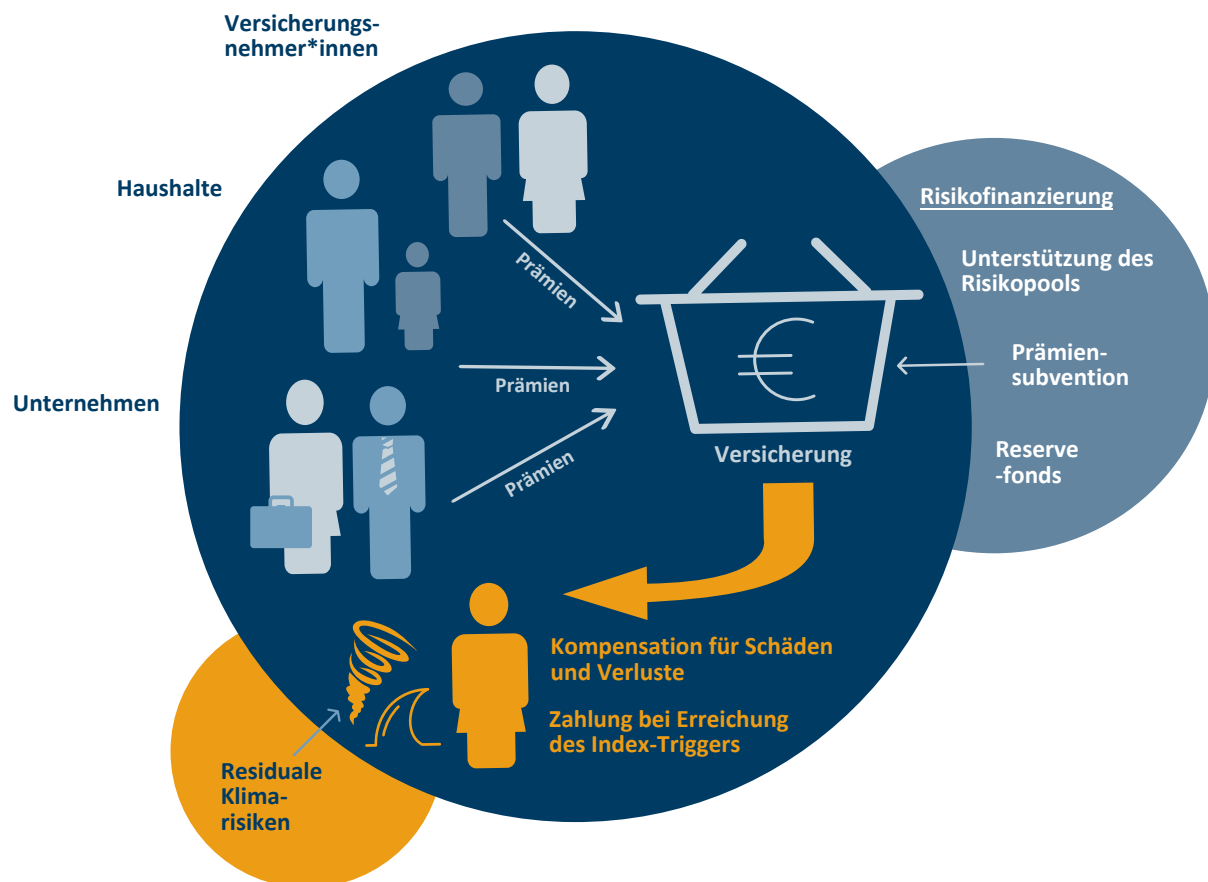 Versicherungs-
nehmer*innen
Haushalte
Unternehmen
Prämien
Prämien
Prämien
Versicherung
Risikofinanzierung
Unterstützung des
Risikopools
Prämien-
subvention
Reserve
-fonds
Kompensation für Schäden
und Verluste
Zahlung bei Erreichung
des Index-Triggers
Residuale
Klima-
risiken